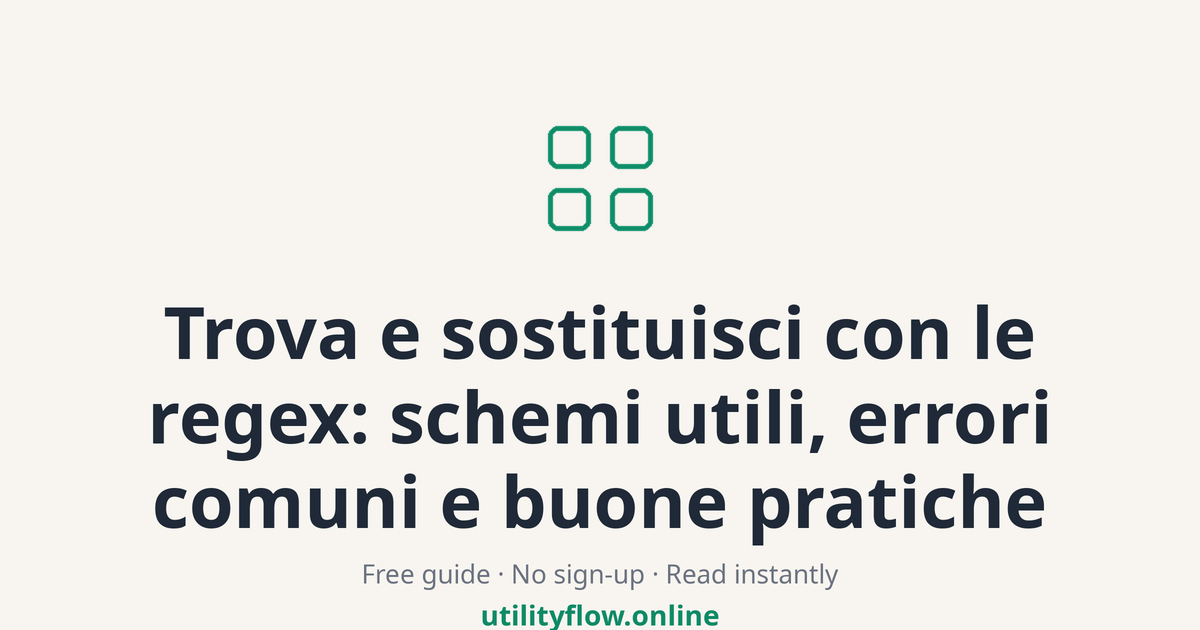 Trova e sostituisci con le
regex: schemi utili, errori
comuni e buone pratiche
Free guide · No sign-up · Read instantly
utilityflow.online